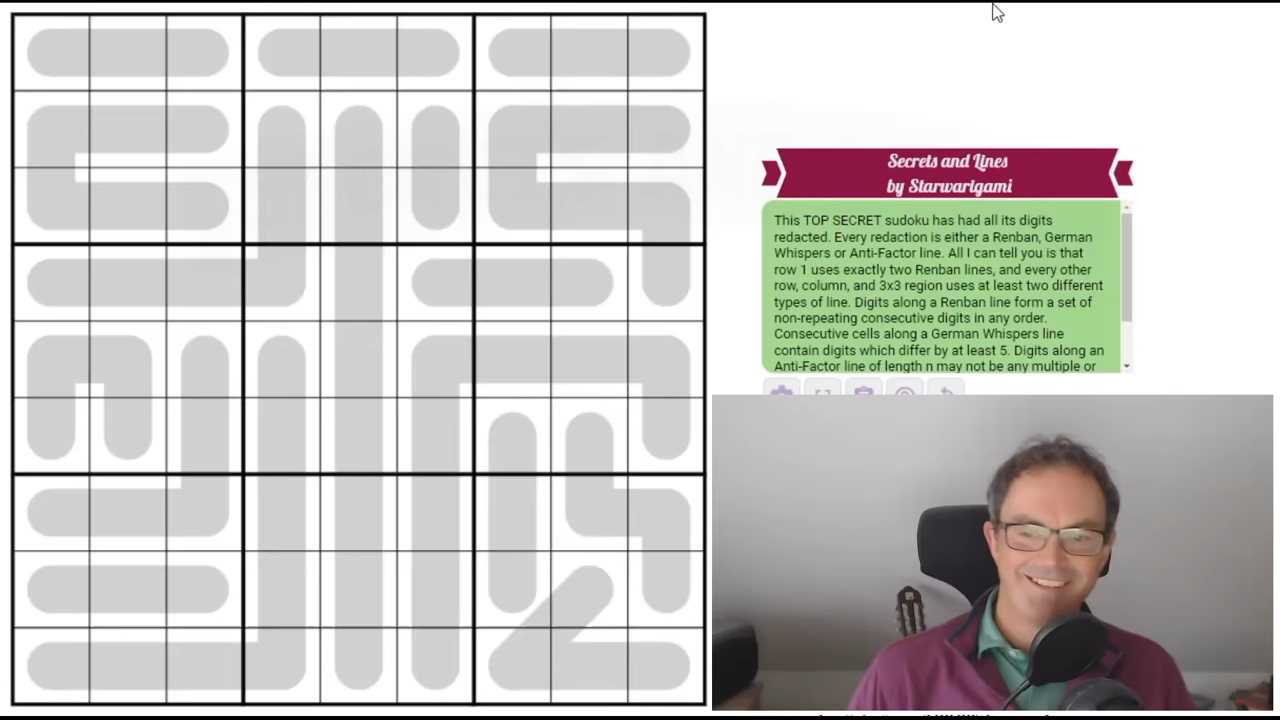 Secrets and Lines
by Starwarigami
This TOP SECRET sudoku has had all its digits
redacted. Every redaction is either a Renban, German
Whispers or Anti-Factor line. All I can tell you is that
row 1 uses exactly two Renban lines, and every other
row, column, and 3x3 region uses at least two different
types of line. Digits along a Renban line form a set of
non-repeating consecutive digits in any order.
Consecutive cells along a German Whispers line
contain digits which differ by at least 5. Digits along an
Anti-Factor line of length n may not be any multiple or